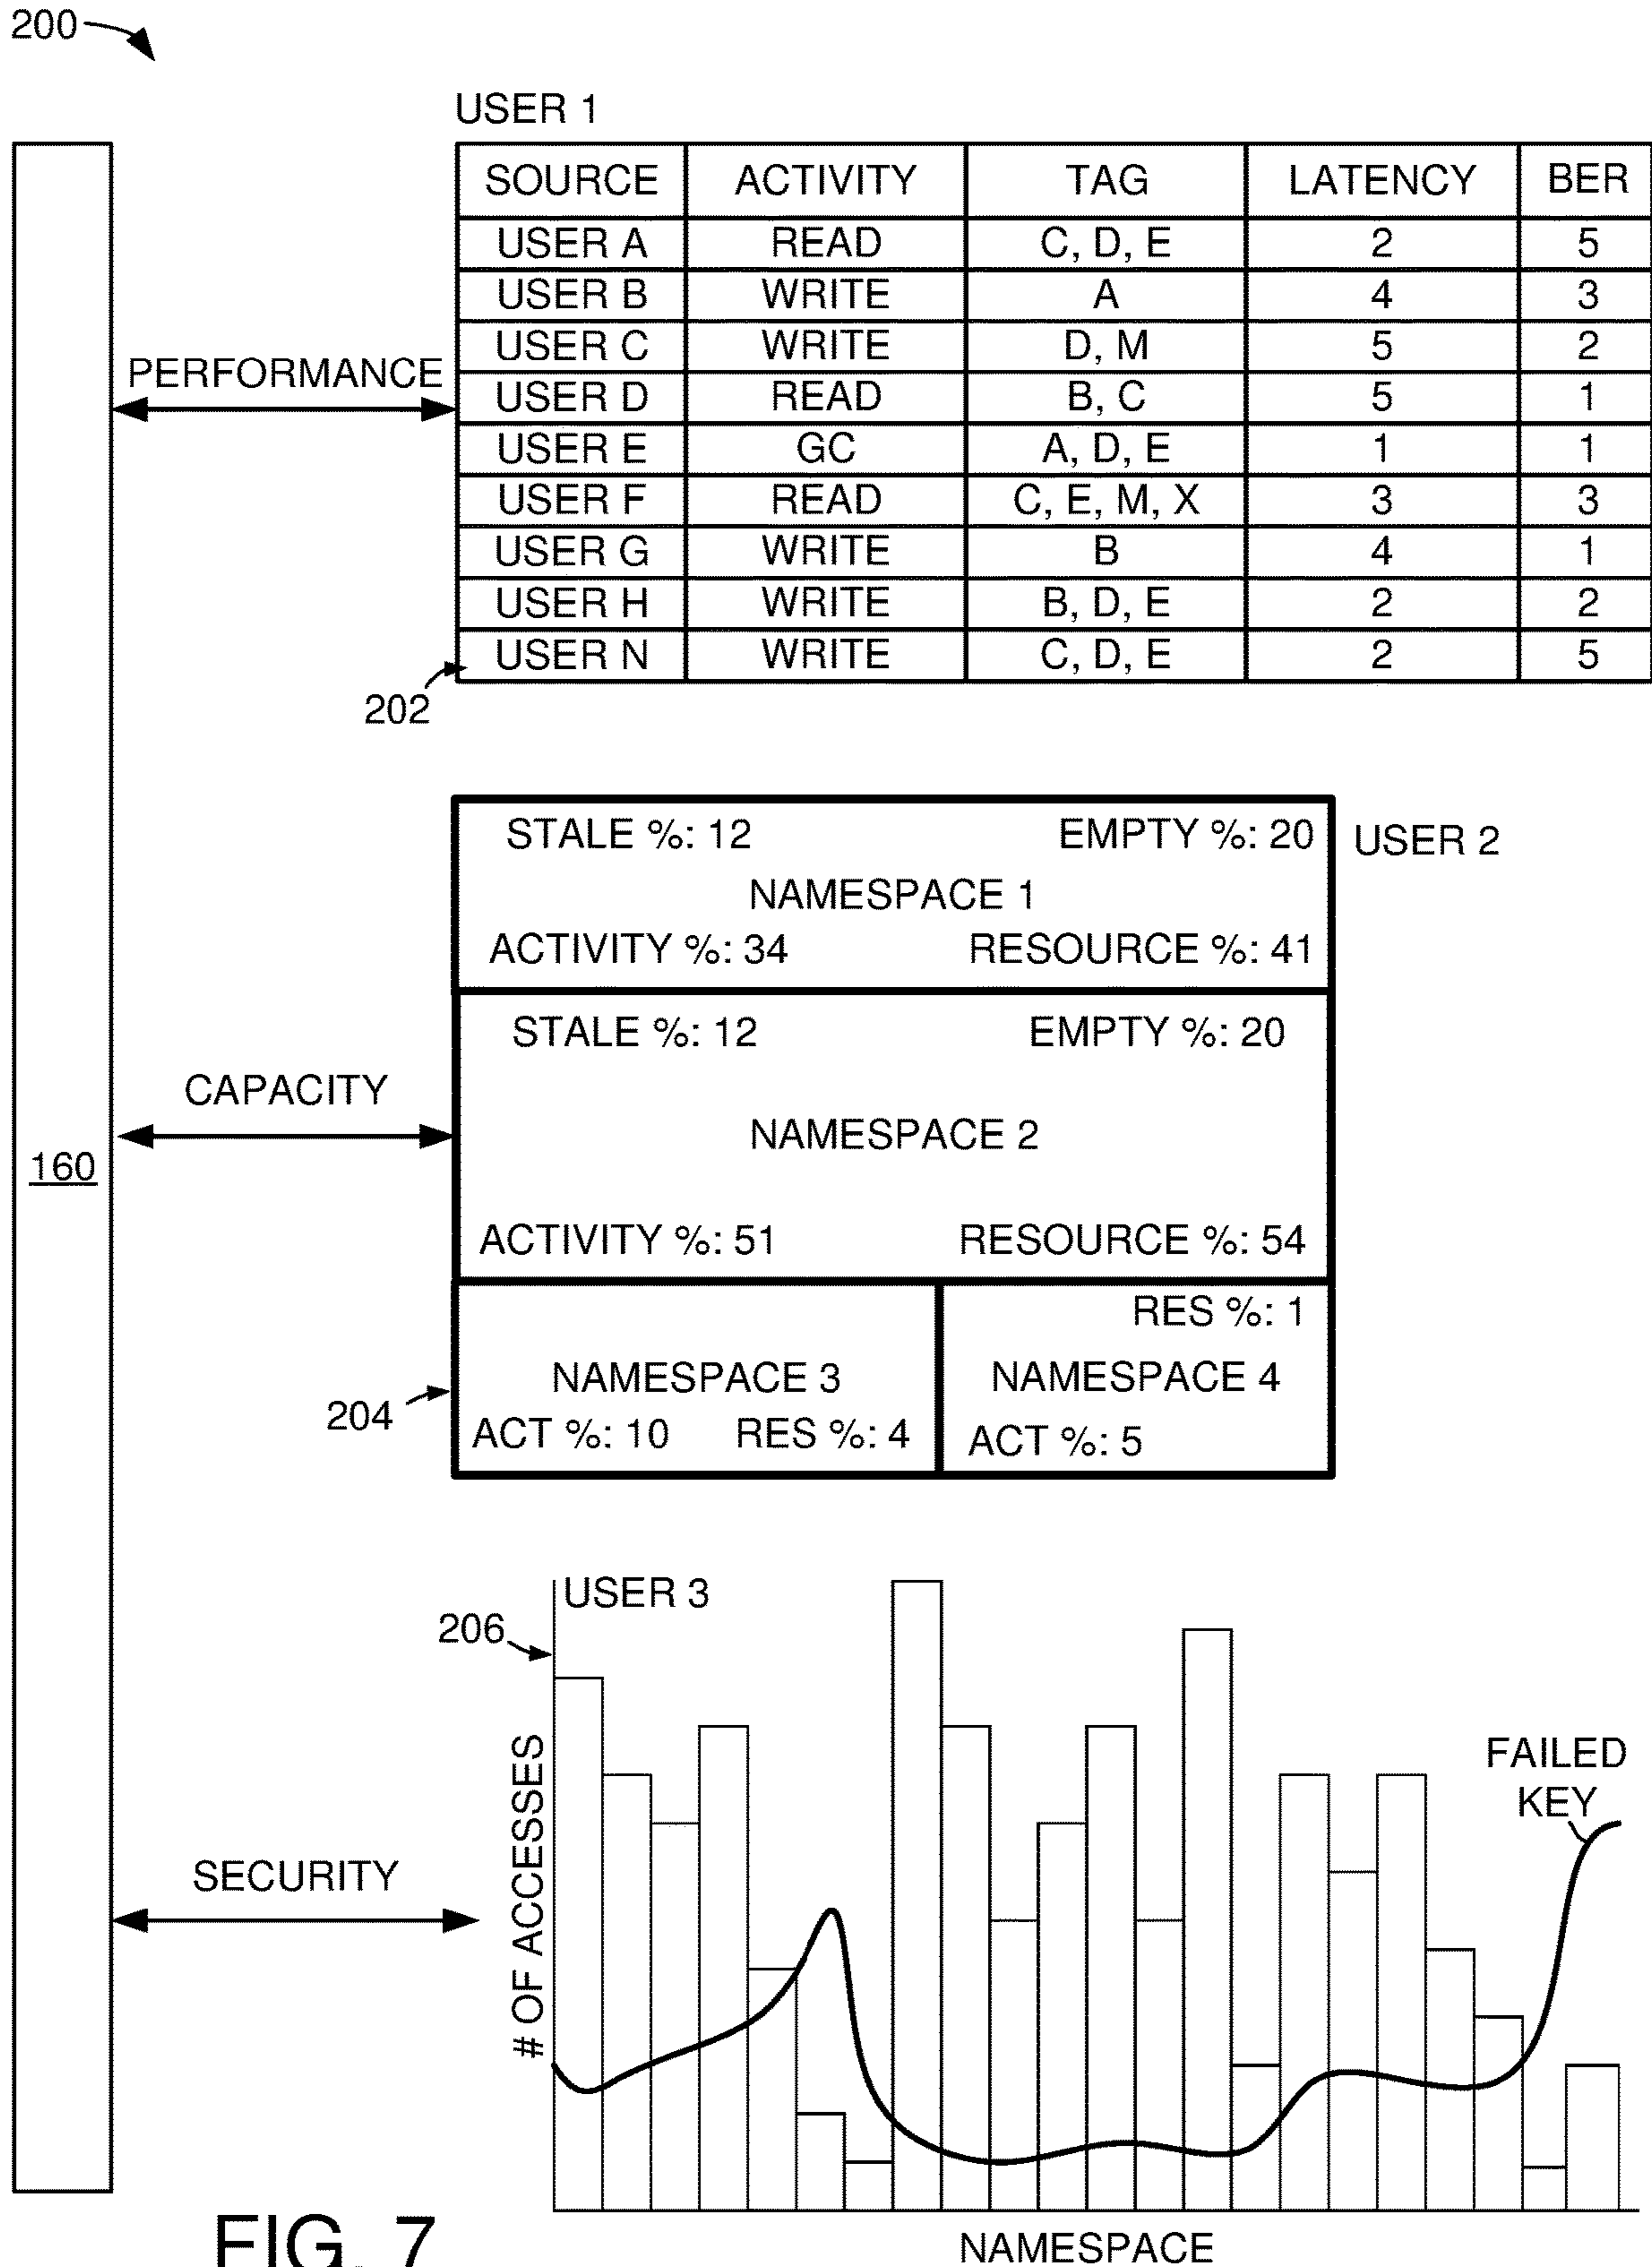 200
USER 1
SOURCE ACTIVITY TAG LATENCY BER
USER A READ C, D, E 2 5
USER B WRITE A 4 3
USER C WRITE D, M 5 2
USER D READ B, C 5 1
USER E GC A, D, E 1 1
USER F READ C, E, M, X 3 3
USER G WRITE B 4 1
USER H WRITE B, D, E 2 2
USER N WRITE C, D, E 2 5
PERFORMANCE
202
STALE %: 12 EMPTY %: 20
USER 2
NAMESPACE 1
ACTIVITY %: 34 RESOURCE %: 41
STALE %: 12 EMPTY %: 20
CAPACITY
NAMESPACE 2
160
ACTIVITY %: 51 RESOURCE %: 54
RES %: 1
NAMESPACE 3
NAMESPACE 4
204
ACT %: 10 RES %: 4
ACT %: 5
USER 3
206
# OF ACCESSES
FAILED
KEY
SECURITY
NAMESPACE
FIG. 7